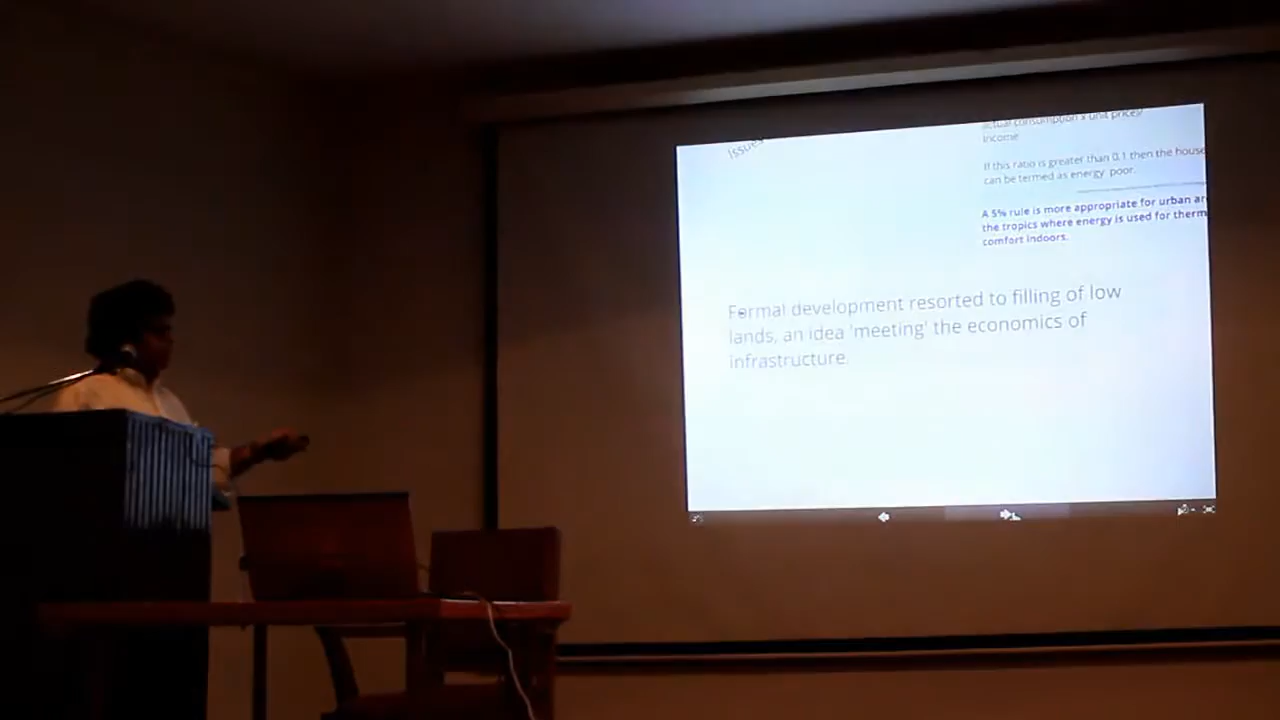 Issues
actual consumption x unit price/
Income
If this ratio is greater than 0.1 then the house
can be termed as energy poor.
A 5% rule is more appropriate for urban
the tropics where energy is used for
comfort indoors.
Formal development resorted to filling of low
lands, an idea 'meeting' the economics of
infrastructure.